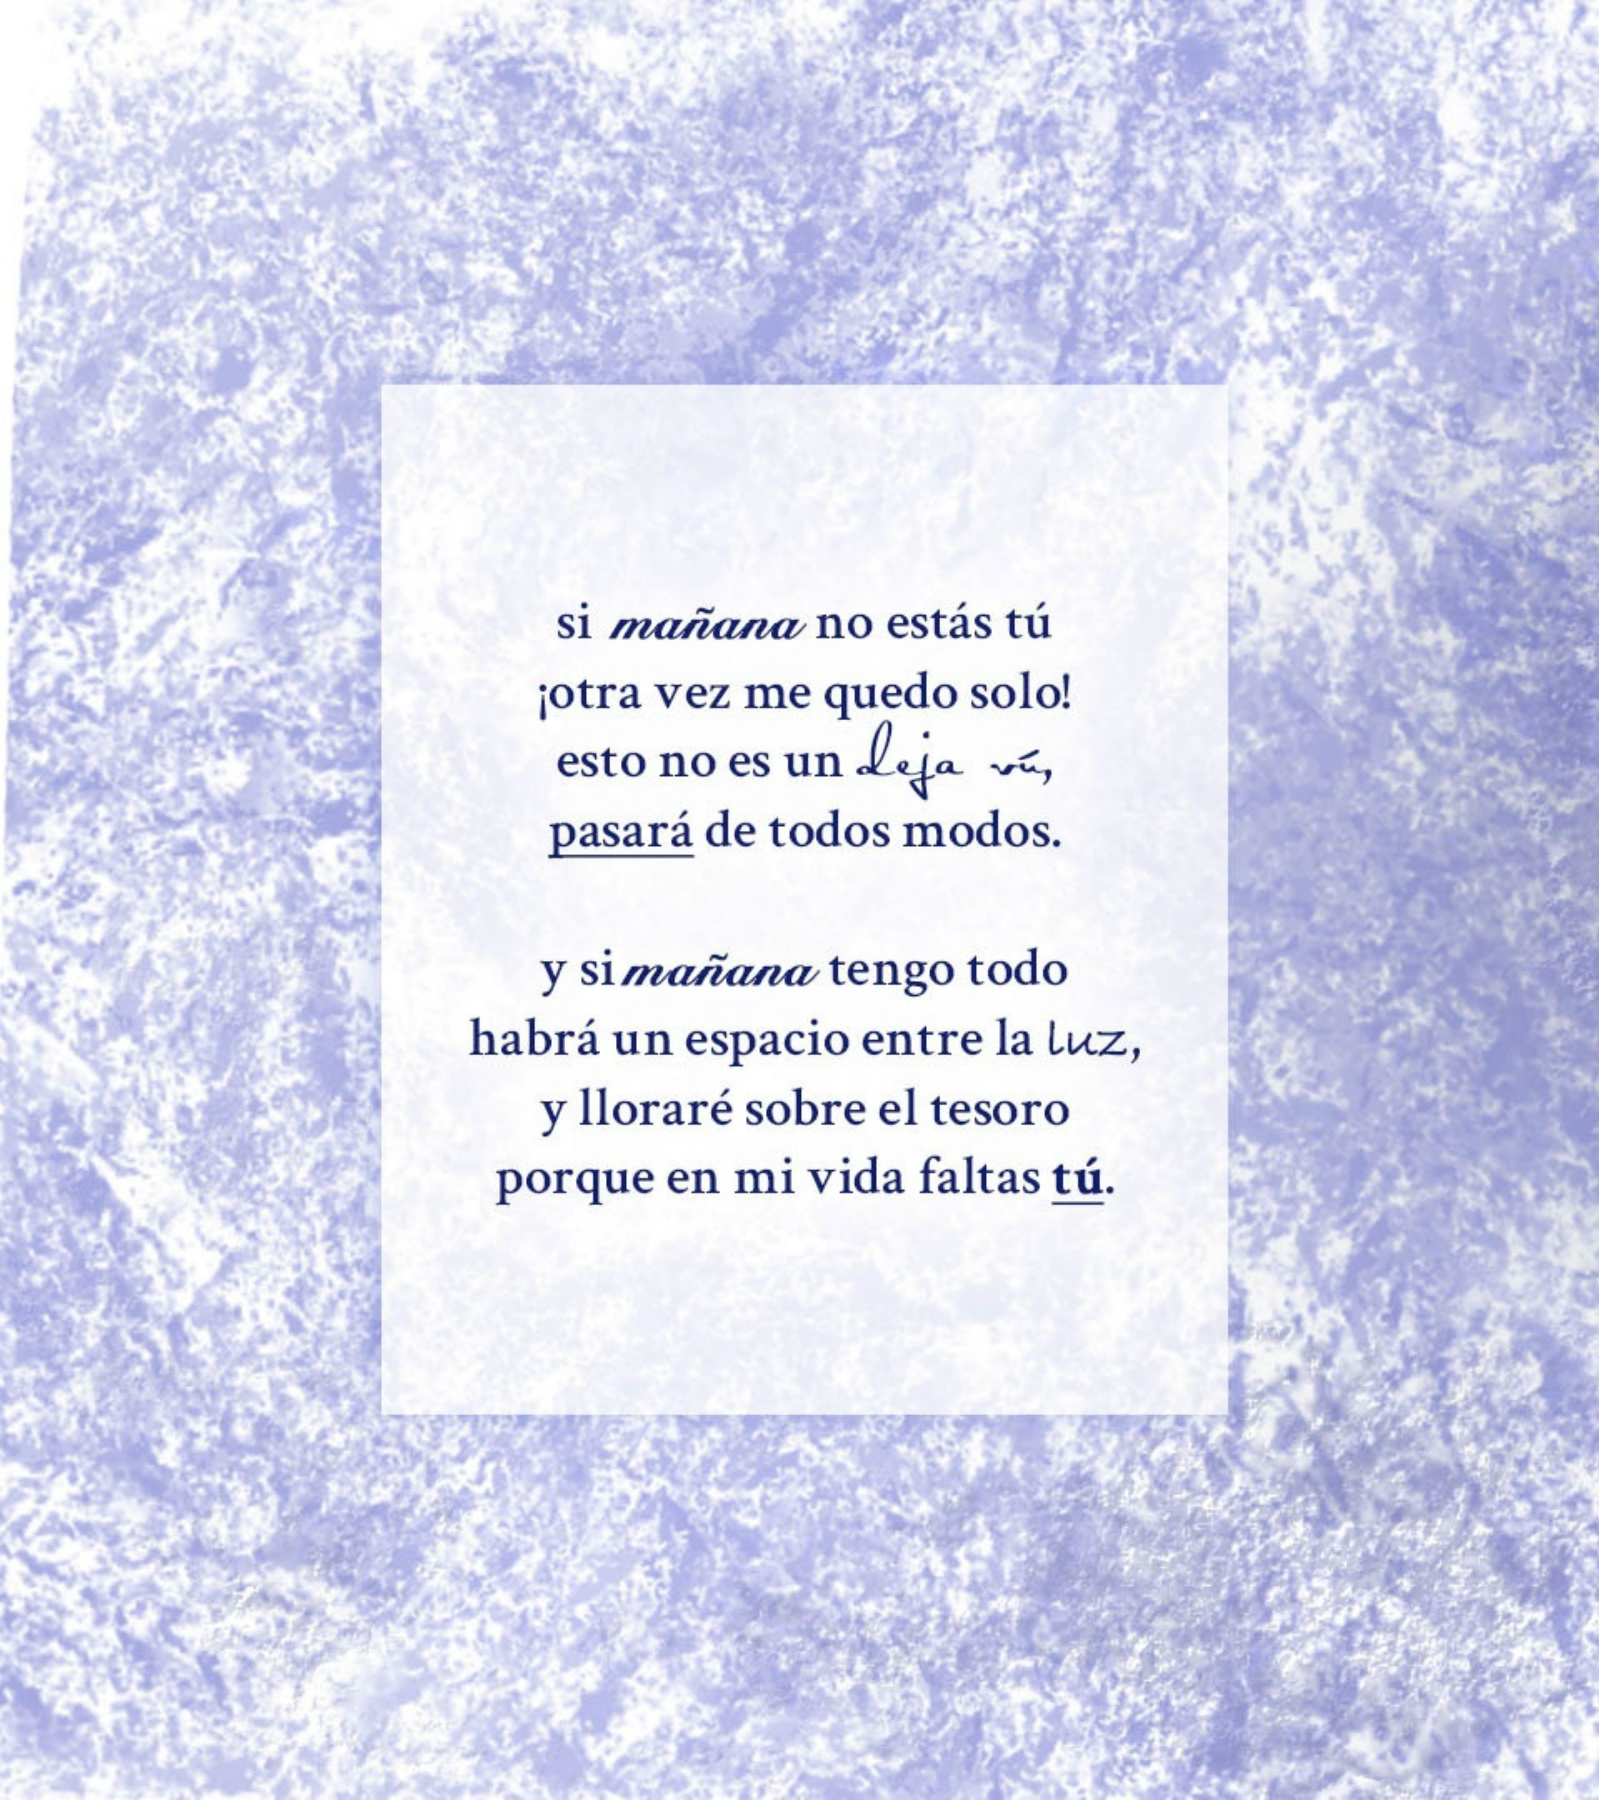 si mañana no estás tú
¡otra vez me quedo solo!
esto no es un deja vú,
pasará de todos modos.
y si mañana tengo todo
habrá un espacio entre la luz,
y lloraré sobre el tesoro
porque en mi vida faltas tú.